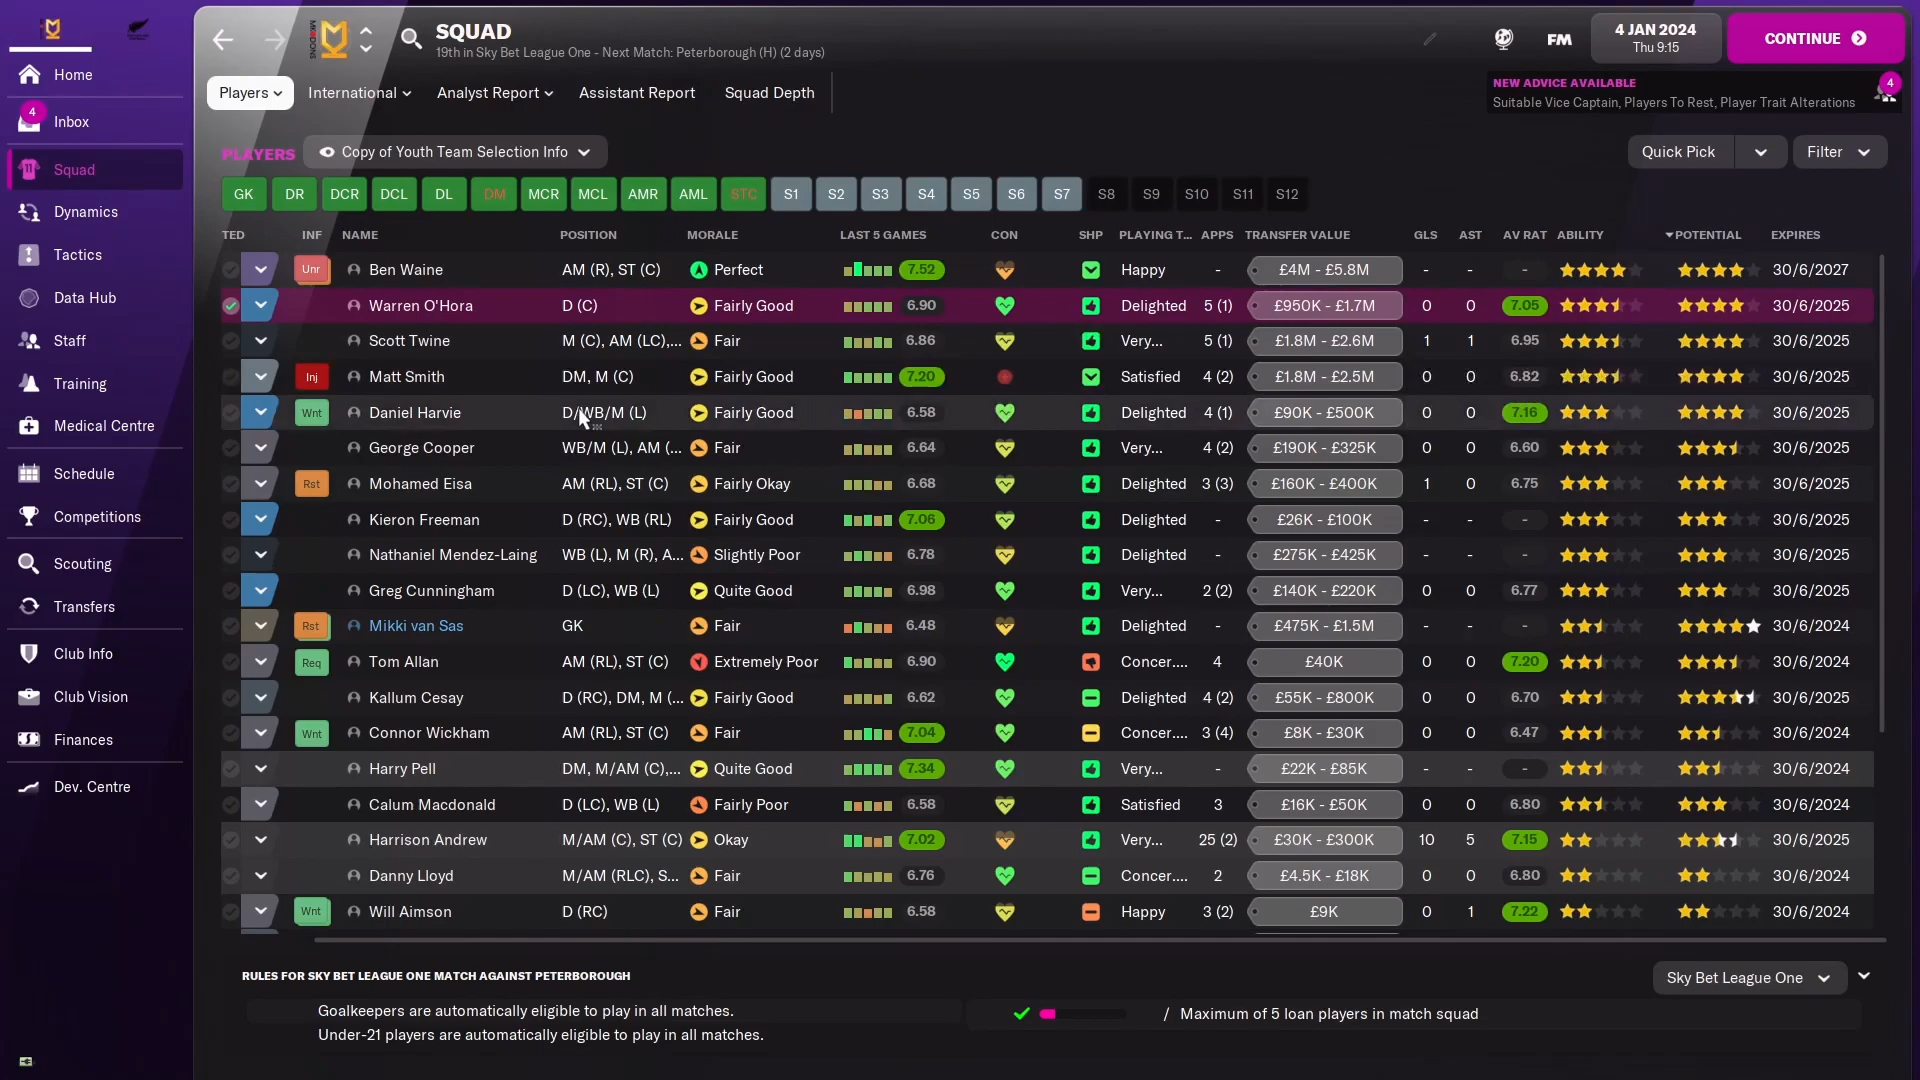 SQUAD
19th in Sky Bet League One - Next Match: Peterborough (H) (2 days)
FM
4 JAN 2024
Thu 9:15
CONTINUE
Home
4
Inbox
Squad
Dynamics
Tactics
Data Hub
Staff
Training
Medical Centre
Schedule
Competitions
Scouting
Transfers
Club Info
Club Vision
Finances
Dev. Centre
Players International Analyst Report Assistant Report Squad Depth
NEW ADVICE AVAILABLE
Suitable Vice Captain, Players To Rest, Player Trait Alterations
4
PLAYERS Copy of Youth Team Selection Info Quick Pick Filter
GK DR DCR DCL DL DM MCR MCL AMR AML STC S1 S2 S3 S4 S5 S6 S7 S8 S9 S10 S11 S12
TED INF NAME POSITION MORALE LAST 5 GAMES CON SHP PLAYING T... APPS TRANSFER VALUE GLS AST AV RAT ABILITY POTENTIAL EXPIRES
Unr Ben Waine AM (R), ST (C) Perfect 7.52 Happy - £4M - £5.8M - - - 30/6/2027
Warren O'Hora D (C) Fairly Good 6.90 Delighted 5 (1) £950K - £1.7M 0 0 7.05 30/6/2025
Scott Twine M (C), AM (LC),... Fair 6.86 Very... 5 (1) £1.8M - £2.6M 1 1 6.95 30/6/2025
Inj Matt Smith DM, M (C) Fairly Good 7.20 Satisfied 4 (2) £1.8M - £2.5M 0 0 6.82 30/6/2025
Wnt Daniel Harvie D/WB/M (L) Fairly Good 6.58 Delighted 4 (1) £90K - £500K 0 0 7.16 30/6/2025
George Cooper WB/M (L), AM (... Fair 6.64 Very... 4 (2) £190K - £325K 0 0 6.60 30/6/2025
Rst Mohamed Eisa AM (RL), ST (C) Fairly Okay 6.68 Delighted 3 (3) £160K - £400K 1 0 6.75 30/6/2025
Kieron Freeman D (RC), WB (RL) Fairly Good 7.06 Delighted - £26K - £100K - - - 30/6/2025
Nathaniel Mendez-Laing WB (L), M (R), A... Slightly Poor 6.78 Delighted - £275K - £425K - - - 30/6/2025
Greg Cunningham D (LC), WB (L) Quite Good 6.98 Very... 2 (2) £140K - £220K 0 0 6.77 30/6/2025
Rst Mikki van Sas GK Fair 6.48 Delighted - £475K - £1.5M - - - 30/6/2024
Req Tom Allan AM (RL), ST (C) Extremely Poor 6.90 Concer.... 4 £40K 0 0 7.20 30/6/2024
Kallum Cesay D (RC), DM, M (... Fairly Good 6.62 Delighted 4 (2) £55K - £800K 0 0 6.70 30/6/2025
Wnt Connor Wickham AM (RL), ST (C) Fair 7.04 Concer.... 3 (4) £8K - £30K 0 0 6.47 30/6/2024
Harry Pell DM, M/AM (C),... Quite Good 7.34 Very... - £22K - £85K - - - 30/6/2024
Calum Macdonald D (LC), WB (L) Fairly Poor 6.58 Satisfied 3 £16K - £50K 0 0 6.80 30/6/2024
Harrison Andrew M/AM (C), ST (C) Okay 7.02 Very... 25 (2) £30K - £300K 10 5 7.15 30/6/2025
Danny Lloyd M/AM (RLC), S... Fair 6.76 Concer.... 2 £4.5K - £18K 0 0 6.80 30/6/2024
Wnt Will Aimson D (RC) Fair 6.58 Happy 3 (2) £9K 0 1 7.22 30/6/2024
RULES FOR SKY BET LEAGUE ONE MATCH AGAINST PETERBOROUGH Sky Bet League One
Goalkeepers are automatically eligible to play in all matches.
Under-21 players are automatically eligible to play in all matches.
/ Maximum of 5 loan players in match squad